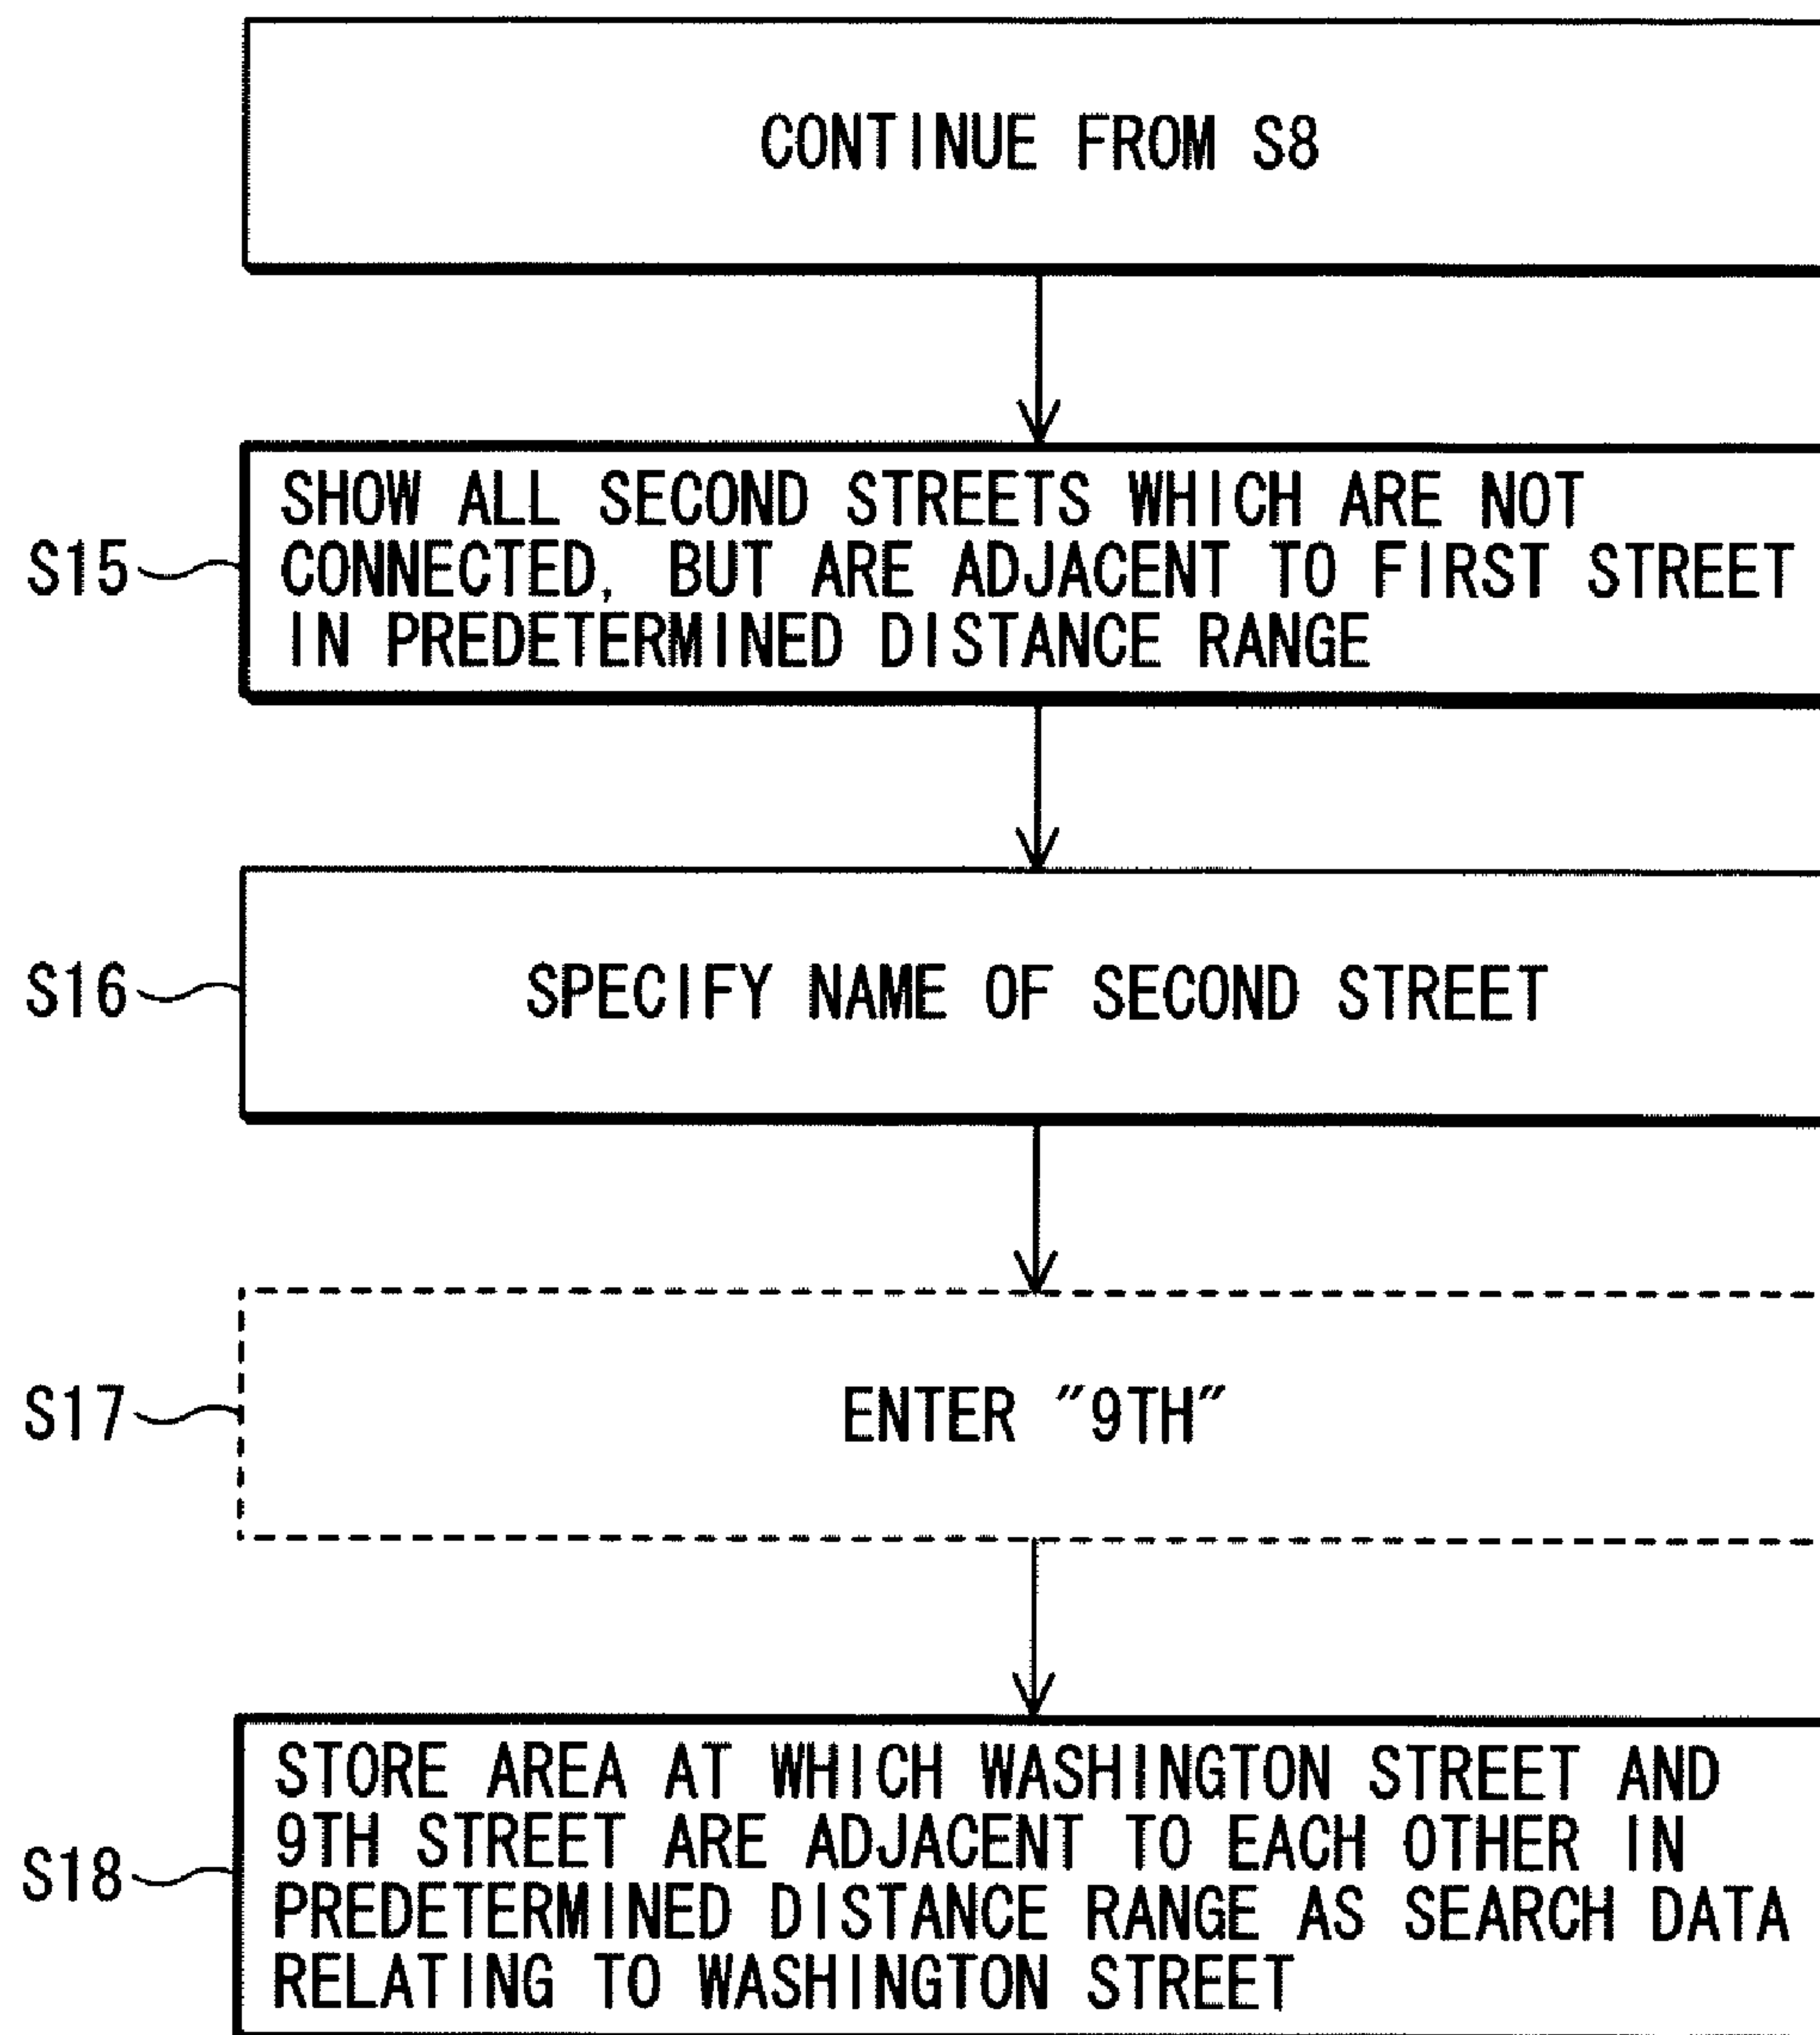 CONTINUE FROM S8
S15
SHOW ALL SECOND STREETS WHICH ARE NOT
CONNECTED, BUT ARE ADJACENT TO FIRST STREET
IN PREDETERMINED DISTANCE RANGE
S16
SPECIFY NAME OF SECOND STREET
S17
ENTER "9TH"
S18
STORE AREA AT WHICH WASHINGTON STREET AND
9TH STREET ARE ADJACENT TO EACH OTHER IN
PREDETERMINED DISTANCE RANGE AS SEARCH DATA
RELATING TO WASHINGTON STREET